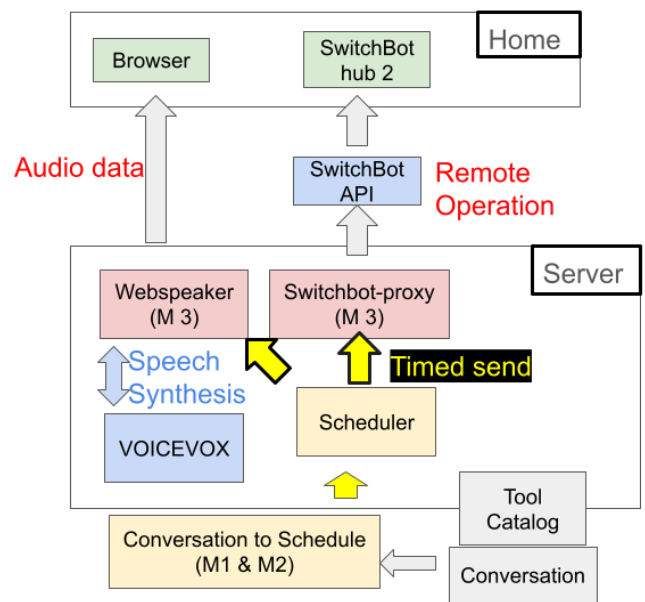 Home
Browser
SwitchBot
hub 2
Audio data
SwitchBot
API
Remote
Operation
Server
Webspeaker
(M 3)
Switchbot-proxy
(M 3)
Speech
Synthesis
Timed send
VOICEVOX
Scheduler
Tool
Catalog
Conversation to Schedule
(M1 & M2)
Conversation